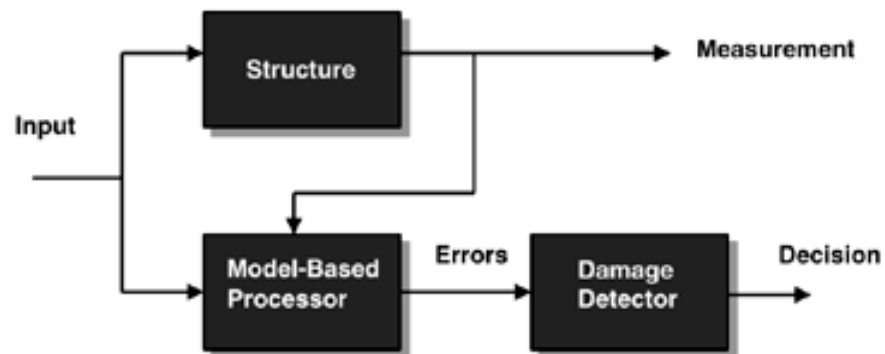 Structure
Measurement
Input
Model-Based
Processor
Errors
Damage
Detector
Decision